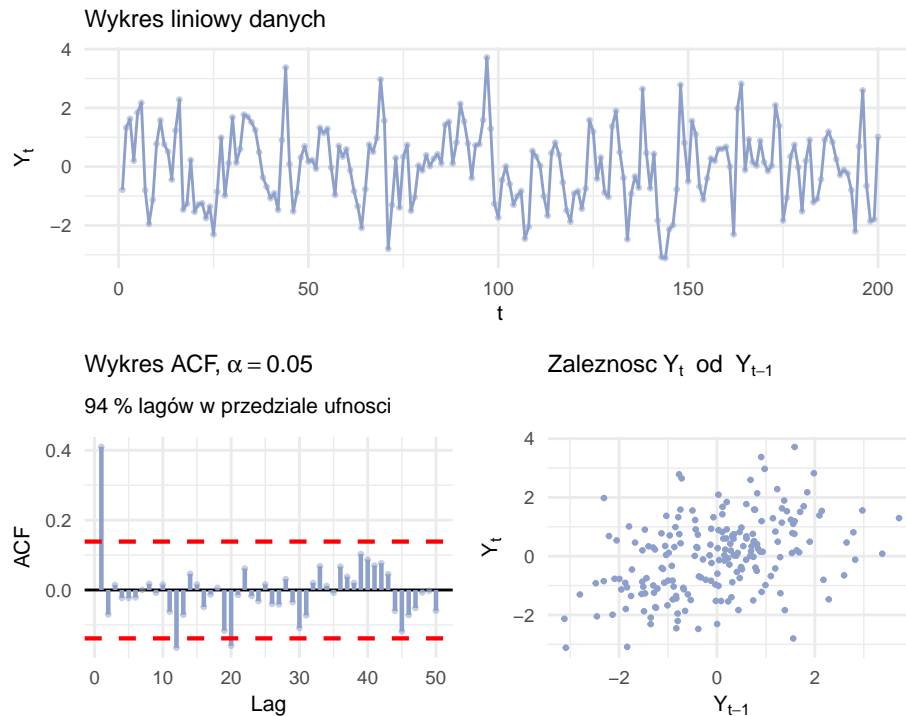 Wykres liniowy danych
4
2
0
−2
Yt
0
50
100
150
200
t
Wykres ACF, α = 0.05
94 % lagów w przedziale ufnosci
0.4
0.2
0.0
ACF
0
10
20
30
40
50
Lag
Zaleznosc Yt od Yt−1
4
2
0
−2
Yt
−2
0
2
Yt−1